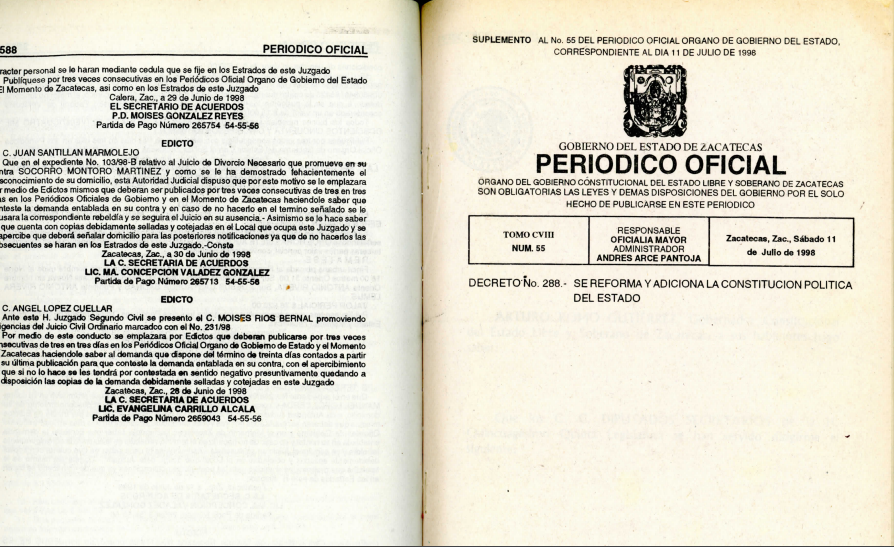 588 PERIODICO OFICIAL
racter personal se le haran mediante cedula que se fije en los Estrados de este Juzgado
Publíquese por tres veces consecutivas en los Periódicos Oficial Organo de Gobierno del Estado
El Momento de Zacatecas, asi como en los Estrados de este Juzgado
Calera, Zac., a 29 de Junio de 1998
EL SECRETARIO DE ACUERDOS
P.D. MOISES GONZALEZ REYES
Partida de Pago Número 265754 54-55-56
EDICTO
C. JUAN SANTILLAN MARMOLEJO
Que en el expediente No. 103/98-B relativo al Juicio de Divorcio Necesario que promueve en su
ntra SOCORRO MONTORO MARTINEZ y como se le ha demostrado fehacientemente el
sconocimiento de su domicilio, esta Autoridad Judicial dispuso que por este motivo se le emplazara
r medio de Edictos mismos que deberan ser publicados por tres veces consecutivas de tres en tres
as en los Periódicos Oficiales de Gobierno y en el Momento de Zacatecas haciendole saber que
nteste la demanda entablada en su contra y en caso de no hacerlo en el termino señalado se le
usara la correspondiente rebeldía y se seguira el Juicio en su ausencia.- Asimismo se le hace saber
que cuenta con copias debidamente selladas y cotejadas en el Local que ocupa este Juzgado y se
apercibe que deberá señalar domicilio para las posteriores notificaciones ya que de no hacerlos las
bsecuentes se haran en los Estrados de este Juzgado.-Conste
Zacatecas, Zac., a 30 de Junio de 1998
LA C. SECRETARIA DE ACUERDOS
LIC. MA. CONCEPCION VALADEZ GONZALEZ
Partida de Pago Número 265713 54-55-56
EDICTO
C. ANGEL LOPEZ CUELLAR
Ante este H. Juzgado Segundo Civil se presento el C. MOISES RIOS BERNAL promoviendo
igencias del Juicio Civil Ordinario marcadco con el No. 231/98
Por medio de este conducto se emplazara por Edictos que deberan publicarse por tres veces
nsecutivas de tres en tres días en los Periódicos Oficial Organo de Gobierno de Estado y el Momento
Zacatecas haciendole saber al demanda que dispone del término de treinta días contados a partir
su última publicación para que conteste la demanda entablada en su contra, con el apercibimiento
que si no lo hace se les tendrá por contestada en sentido negativo presuntivamente quedando a
disposición las copias de la demanda debidamente selladas y cotejadas en este Juzgado
Zacatecas, Zac., 28 de Junio de 1998
LA C. SECRETARIA DE ACUERDOS
LIC. EVANGELINA CARRILLO ALCALA
Partida de Pago Número 2659043 54-55-56
SUPLEMENTO AL No. 55 DEL PERIODICO OFICIAL ORGANO DE GOBIERNO DEL ESTADO,
CORRESPONDIENTE AL DIA 11 DE JULIO DE 1998
GOBIERNO DEL ESTADO DE ZACATECAS
PERIODICO OFICIAL
ORGANO DEL GOBIERNO CONSTITUCIONAL DEL ESTADO LIBRE Y SOBERANO DE ZACATECAS
SON OBLIGATORIAS LAS LEYES Y DEMAS DISPOSICIONES DEL GOBIERNO POR EL SOLO
HECHO DE PUBLICARSE EN ESTE PERIODICO
TOMO CVIII
NUM. 55
RESPONSABLE
OFICIALIA MAYOR
ADMINISTRADOR
ANDRES ARCE PANTOJA
Zacatecas, Zac., Sábado 11
de Julio de 1998
DECRETO No. 288.- SE REFORMA Y ADICIONA LA CONSTITUCION POLITICA
DEL ESTADO